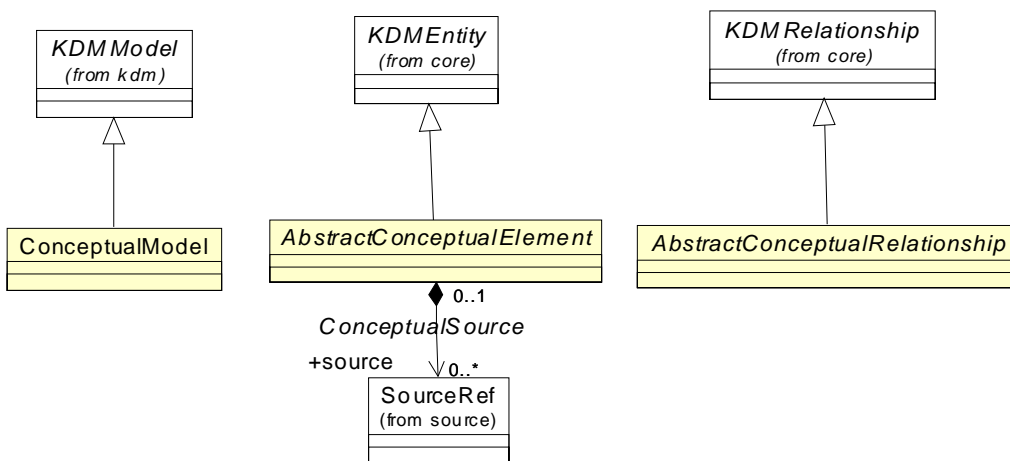 KDMModel
(from kdm)
KDMEntity
(from core)
KDMRelationship
(from core)
ConceptualModel
AbstractConceptualElement
AbstractConceptualRelationship
0..1
ConceptualSource
+source
0..*
SourceRef
(from source)